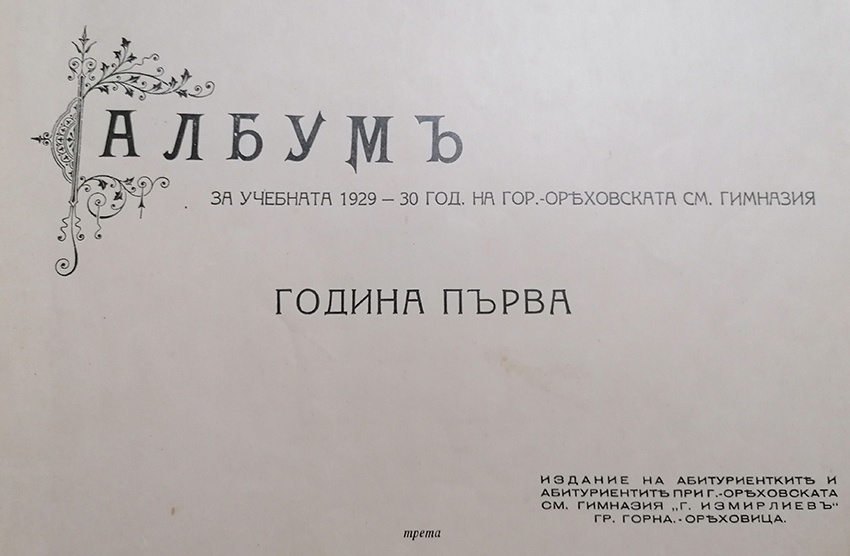 АЛБУМЪ
ЗА УЧЕБНАТА 1929 – 30 ГОД. НА ГОР.-ОРѢХОВСКАТА СМ. ГИМНАЗИЯ
ГОДИНА ПЪРВА
ИЗДАНИЕ НА АБИТУРИЕНТКИТѢ И
АБИТУРИЕНТИТѢ ПРИ Г.-ОРѢХОВСКАТА
СМ. ГИМНАЗИЯ „Г. ИЗМИРЛИЕВЪ“
ГР. ГОРНА.-ОРѢХОВИЦА.
трета